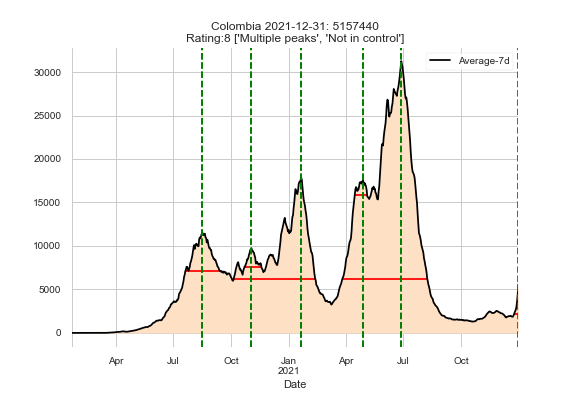 Colombia 2021-12-31: 5157440
Rating:8 ['Multiple peaks', 'Not in control']
Average-7d
30000
25000
20000
15000
10000
5000
0
Apr
Jul
Oct
Jan
2021
Apr
Jul
Oct
Date